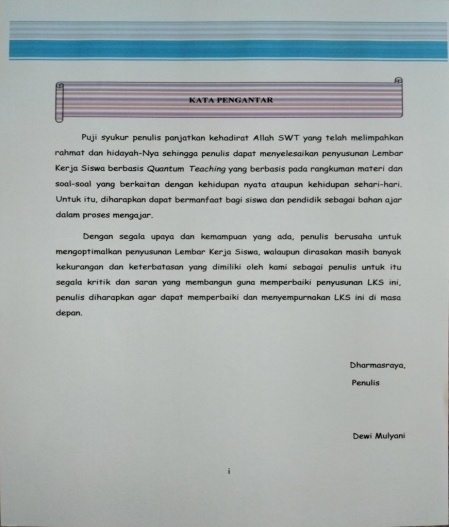 KATA PENGANTAR
Puji syukur penulis panjatkan kehadirat Allah SWT yang telah melimpahkan
rahmat dan hidayah-Nya sehingga penulis dapat menyelesaikan penyusunan Lembar
Kerja Siswa berbasis Quantum Teaching yang berbasis pada rangkuman materi dan
soal-soal yang berkaitan dengan kehidupan nyata ataupun kehidupan sehari-hari.
Untuk itu, diharapkan dapat bermanfaat bagi siswa dan pendidik sebagai bahan ajar
dalam proses mengajar.
Dengan segala upaya dan kemampuan yang ada, penulis berusaha untuk
mengoptimalkan penyusunan Lembar Kerja Siswa, walaupun dirasakan masih banyak
kekurangan dan keterbatasan yang dimiliki oleh kami sebagai penulis untuk itu
segala kritik dan saran yang membangun guna memperbaiki penyusunan LKS ini,
penulis diharapkan agar dapat memperbaiki dan menyempurnakan LKS ini di masa
depan.
Dharmasraya,
Penulis
Dewi Mulyani
i